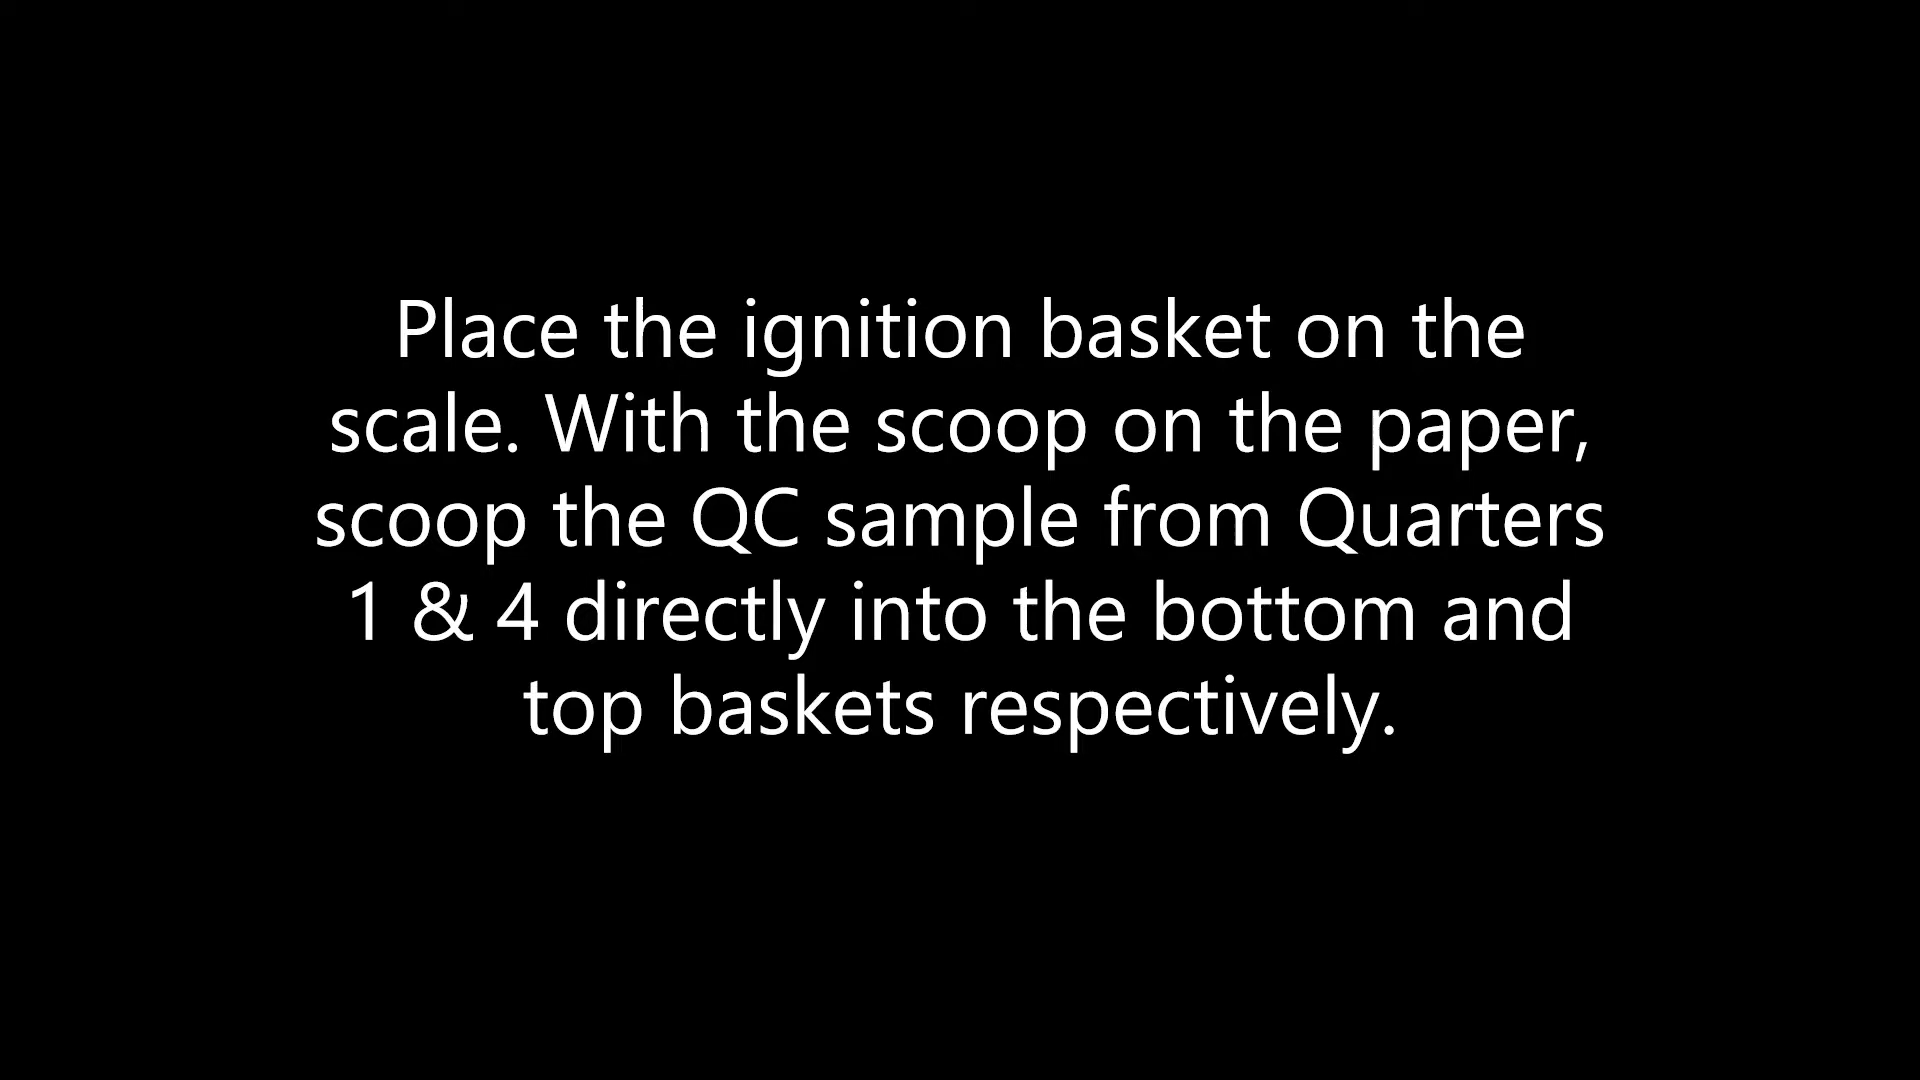 Place the ignition basket on the
scale. With the scoop on the paper,
scoop the QC sample from Quarters
1 & 4 directly into the bottom and
top baskets respectively.